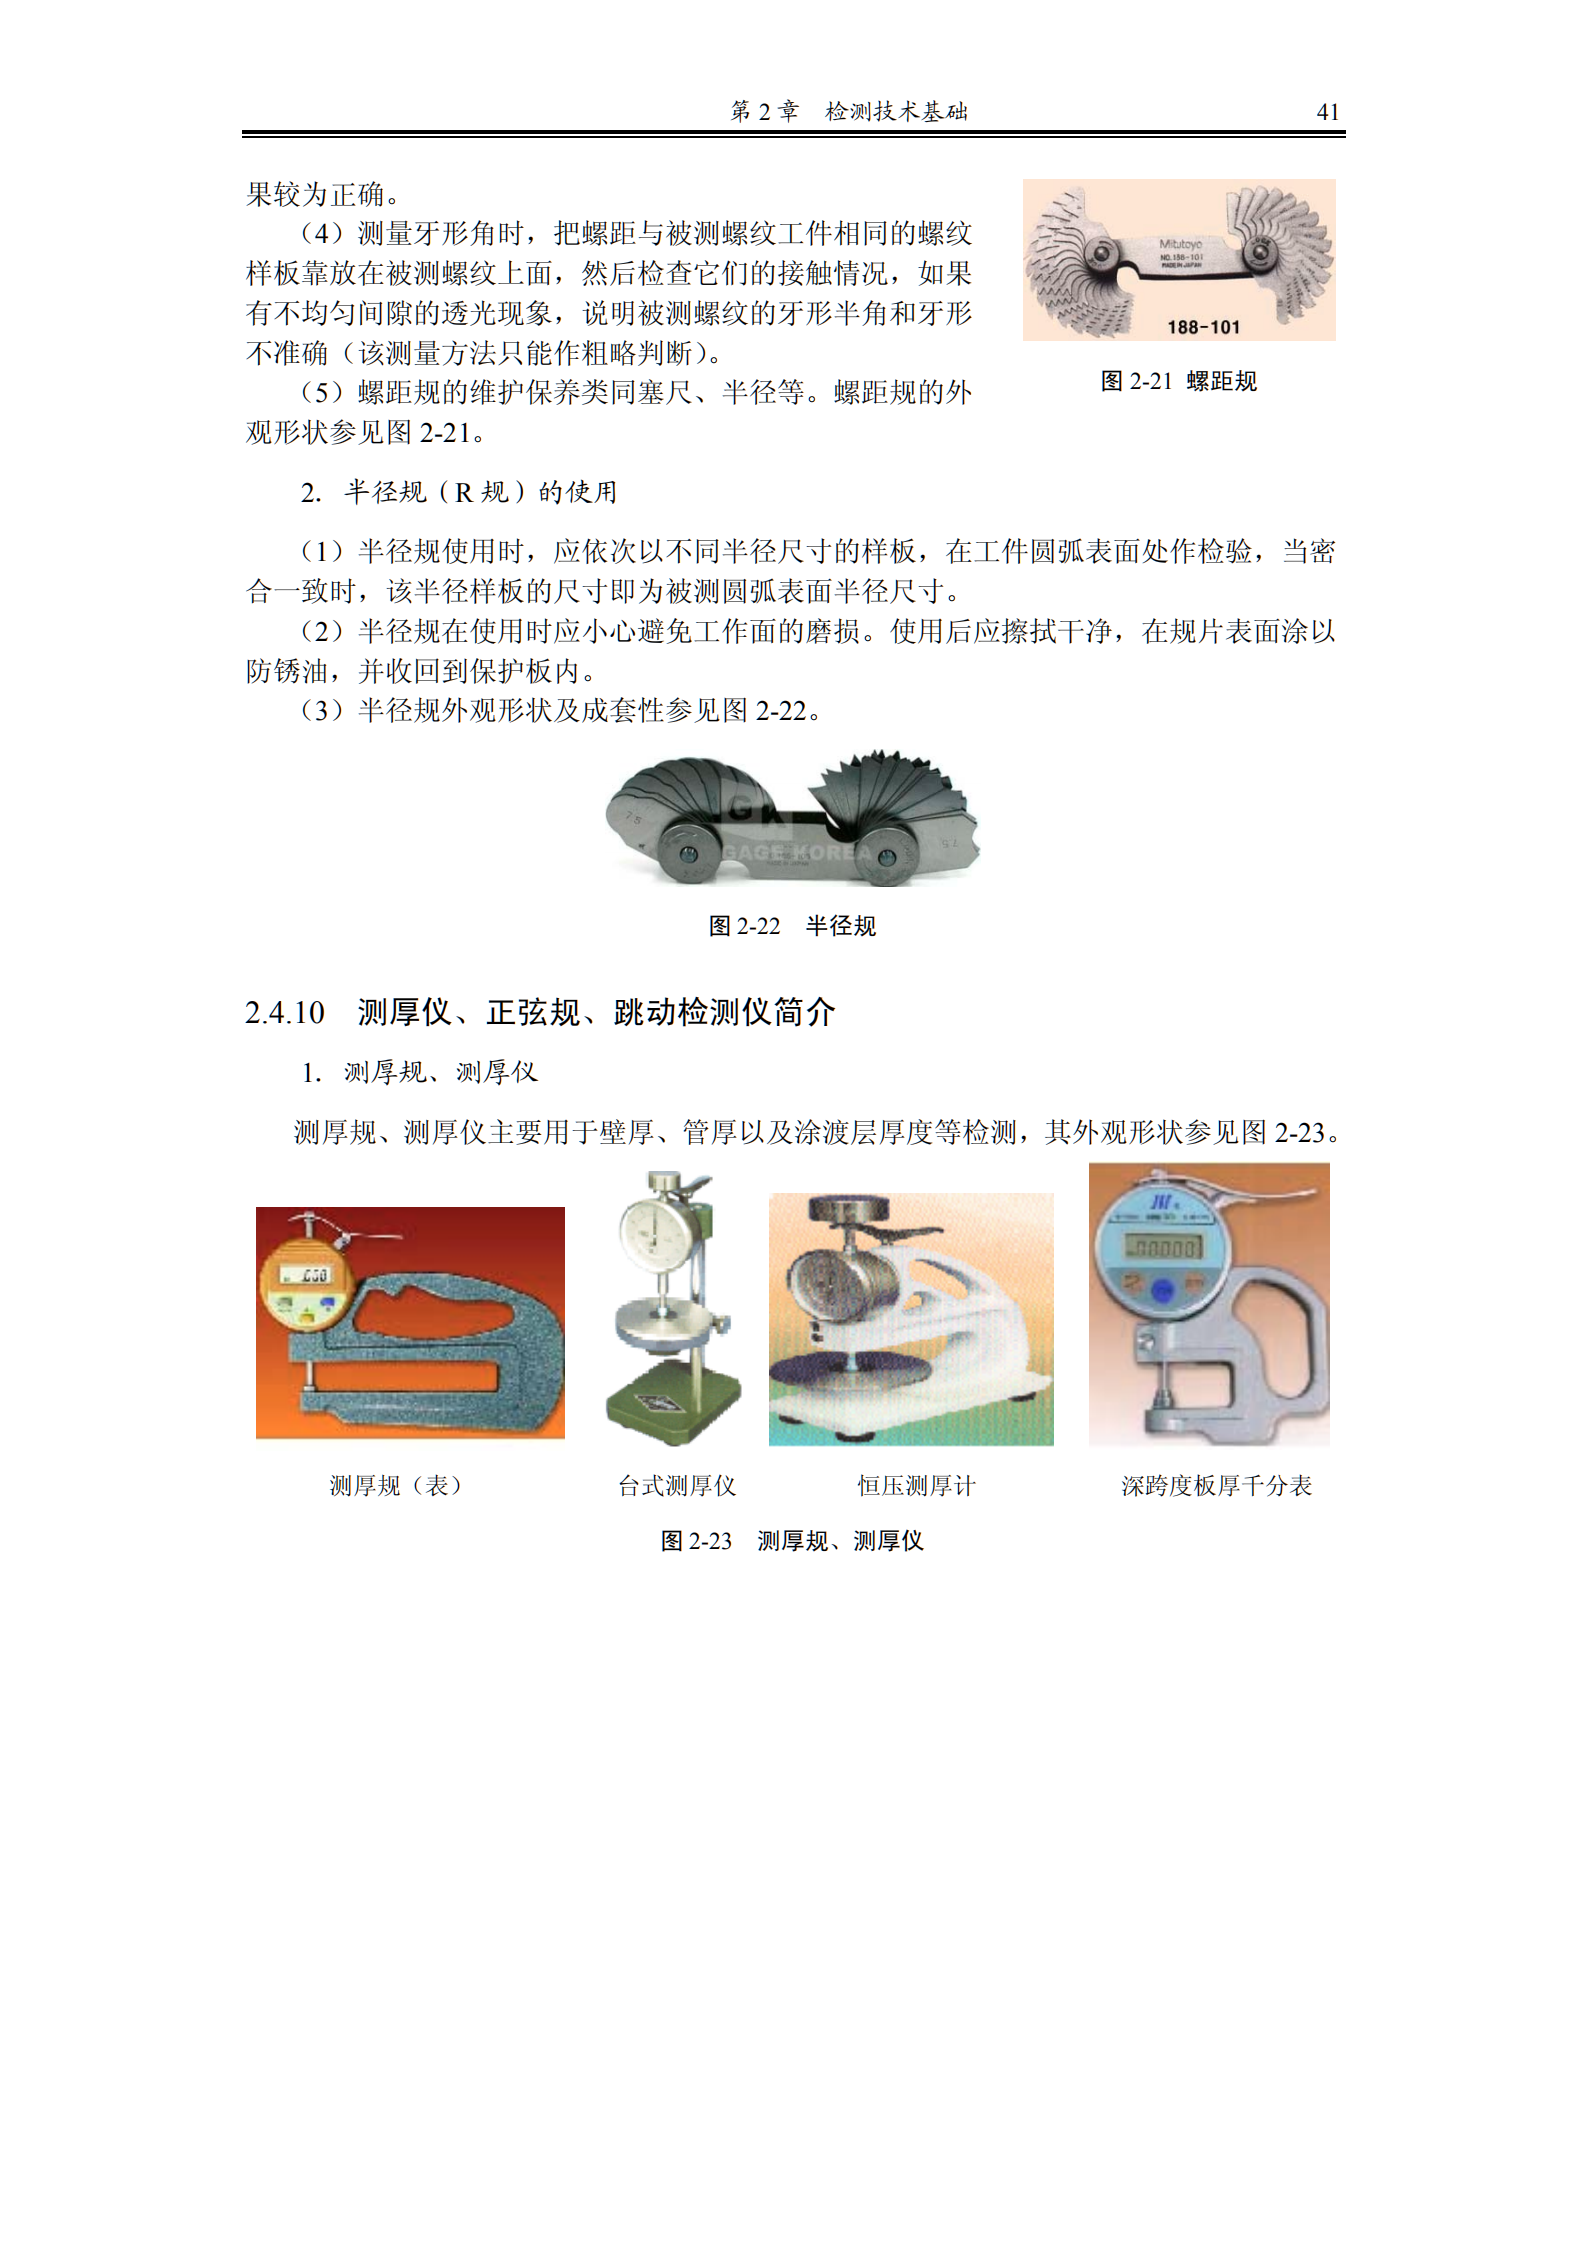 第 2 章　检测技术基础　41
果较为正确。
（4）测量牙形角时，把螺距与被测螺纹工件相同的螺纹
样板靠放在被测螺纹上面，然后检查它们的接触情况，如果
有不均匀间隙的透光现象，说明被测螺纹的牙形半角和牙形
不准确（该测量方法只能作粗略判断）。
（5）螺距规的维护保养类同塞尺、半径等。螺距规的外
观形状参见图 2-21。
Mitutoyo
NO.188-101
MADE IN JAPAN
188-101
图 2-21 螺距规
2. 半径规（R 规）的使用
（1）半径规使用时，应依次以不同半径尺寸的样板，在工件圆弧表面处作检验，当密
合一致时，该半径样板的尺寸即为被测圆弧表面半径尺寸。
（2）半径规在使用时应小心避免工作面的磨损。使用后应擦拭干净，在规片表面涂以
防锈油，并收回到保护板内。
（3）半径规外观形状及成套性参见图 2-22。
7.5
GK
GAGE KOREA
7.5
图 2-22　半径规
2.4.10　测厚仪、正弦规、跳动检测仪简介
1. 测厚规、测厚仪
测厚规、测厚仪主要用于壁厚、管厚以及涂渡层厚度等检测，其外观形状参见图 2-23。
测厚规（表）
台式测厚仪
恒压测厚计
深跨度板厚千分表
图 2-23　测厚规、测厚仪